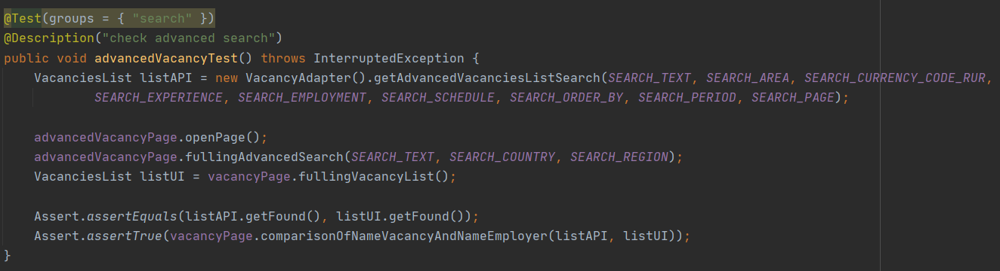 @Test(groups = { "search" })
@Description("check advanced search")
public void advancedVacancyTest() throws InterruptedException {
VacanciesList listAPI = new VacancyAdapter().getAdvancedVacanciesListSearch(SEARCH_TEXT, SEARCH_AREA, SEARCH_CURRENCY_CODE_RUR,
SEARCH_EXPERIENCE, SEARCH_EMPLOYMENT, SEARCH_SCHEDULE, SEARCH_ORDER_BY, SEARCH_PERIOD, SEARCH_PAGE);
advancedVacancyPage.openPage();
advancedVacancyPage.fullingAdvancedSearch(SEARCH_TEXT, SEARCH_COUNTRY, SEARCH_REGION);
VacanciesList listUI = vacancyPage.fullingVacancyList();
Assert.assertEquals(listAPI.getFound(), listUI.getFound());
Assert.assertTrue(vacancyPage.comparisonOfNameVacancyAndNameEmployer(listAPI, listUI));
}